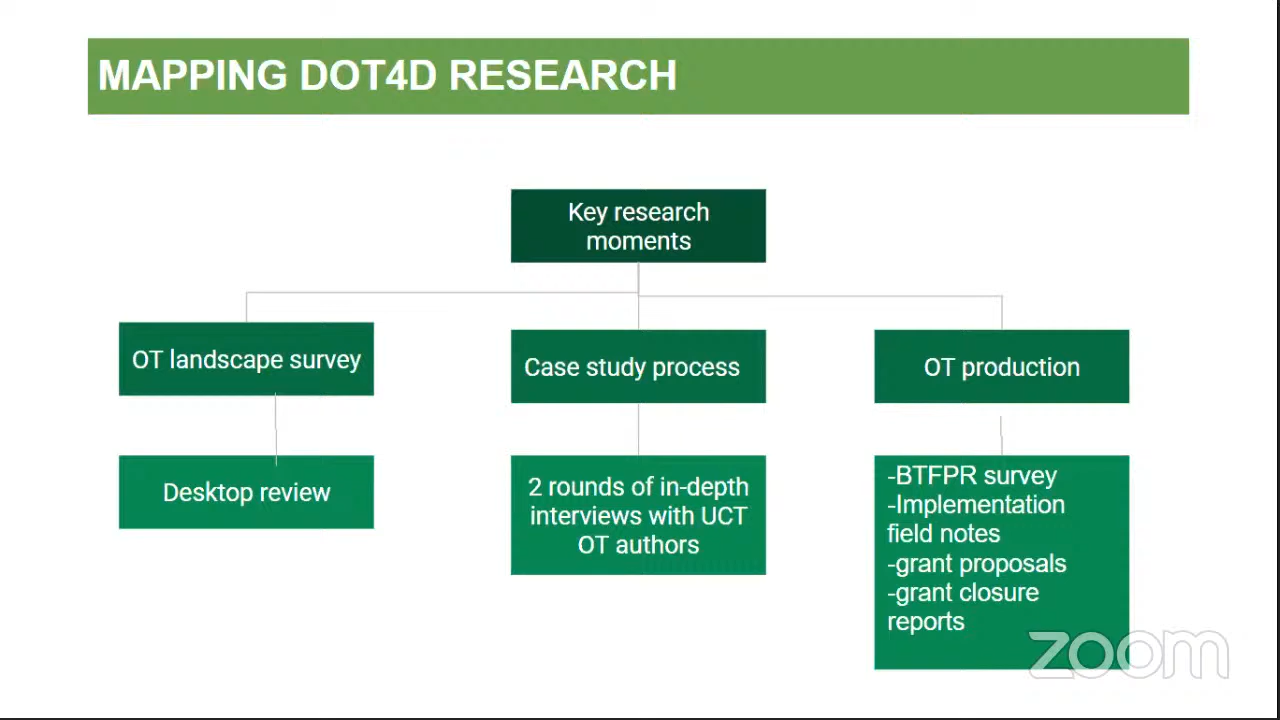 MAPPING DOT4D RESEARCH
Key research
moments
OT landscape survey
Case study process
OT production
Desktop review
2 rounds of in-depth
interviews with UCT
OT authors
-BTFPR survey
-Implementation
field notes
-grant proposals
-grant closure
reports
zoom